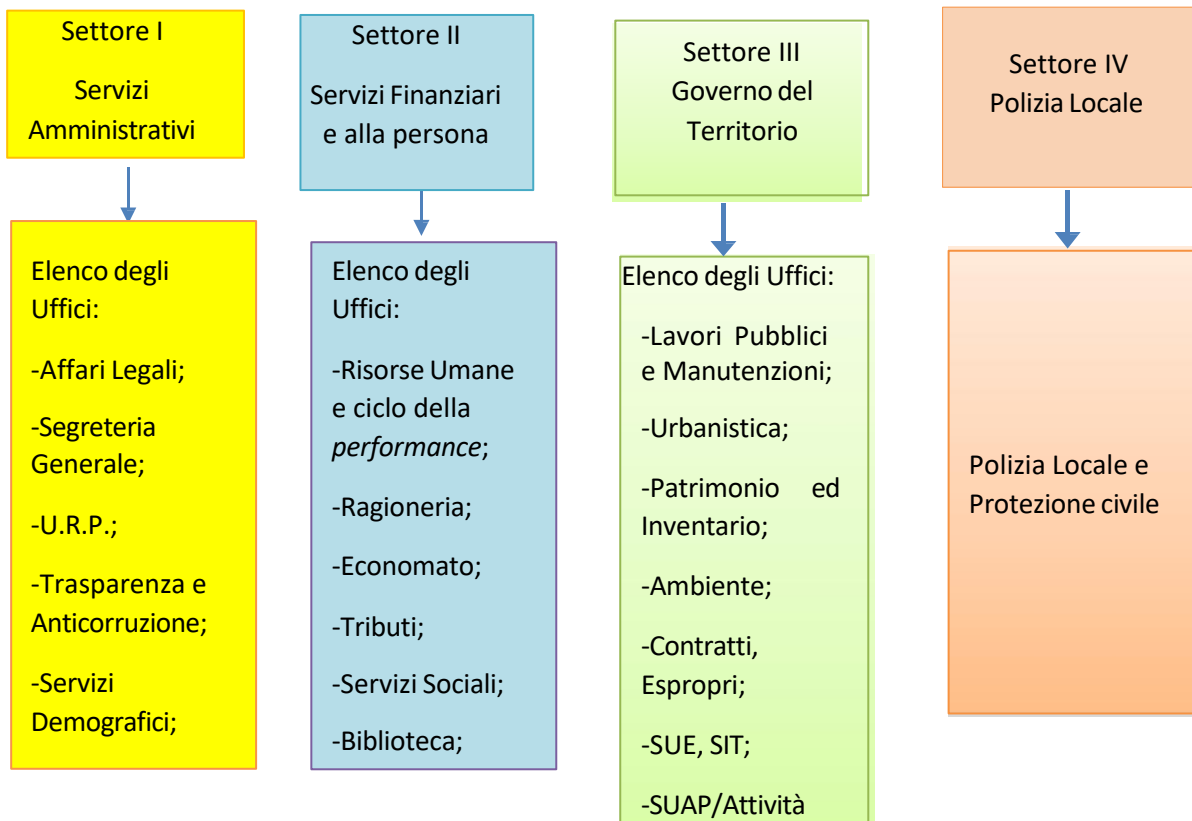 Settore I
Servizi
Amministrativi
Elenco degli
Uffici:
-Affari Legali;
-Segreteria
Generale;
-U.R.P.;
-Trasparenza e
Anticorruzione;
-Servizi
Demografici;
Settore II
Servizi Finanziari
e alla persona
Elenco degli
Uffici:
-Risorse Umane
e ciclo della
performance;
-Ragioneria;
-Economato;
-Tributi;
-Servizi Sociali;
-Biblioteca;
Settore III
Governo del
Territorio
Elenco degli Uffici:
-Lavori Pubblici
e Manutenzioni;
-Urbanistica;
-Patrimonio ed
Inventario;
-Ambiente;
-Contratti,
Espropri;
-SUE, SIT;
-SUAP/Attività
Settore IV
Polizia Locale
Polizia Locale e
Protezione civile